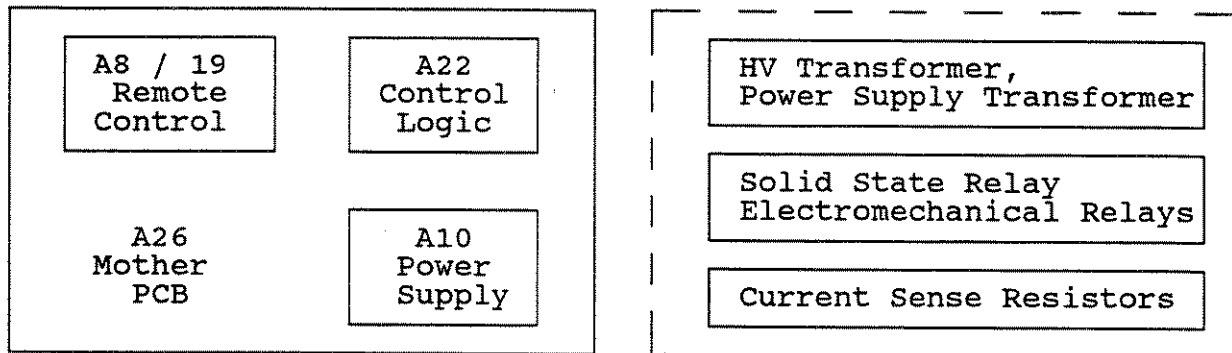 A8 / 19
Remote
Control
A22
Control
Logic
A26
Mother
PCB
A10
Power
Supply
HV Transformer,
Power Supply Transformer
Solid State Relay
Electromechanical Relays
Current Sense Resistors